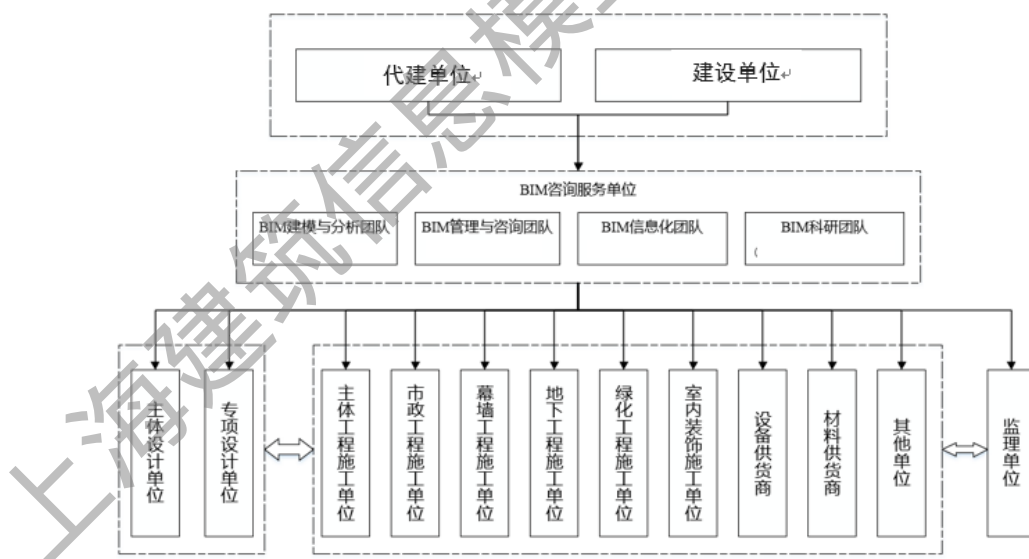 代建单位
建设单位
BIM咨询服务单位
BIM建模与分析团队
BIM管理与咨询团队
BIM信息化团队
BIM科研团队
（
主体设计单位
专项设计单位
主体工程施工单位
市政工程施工单位
幕墙工程施工单位
地下工程施工单位
绿化工程施工单位
室内装饰施工单位
设备供货商
材料供货商
其他单位
监理单位
上海建筑信息模